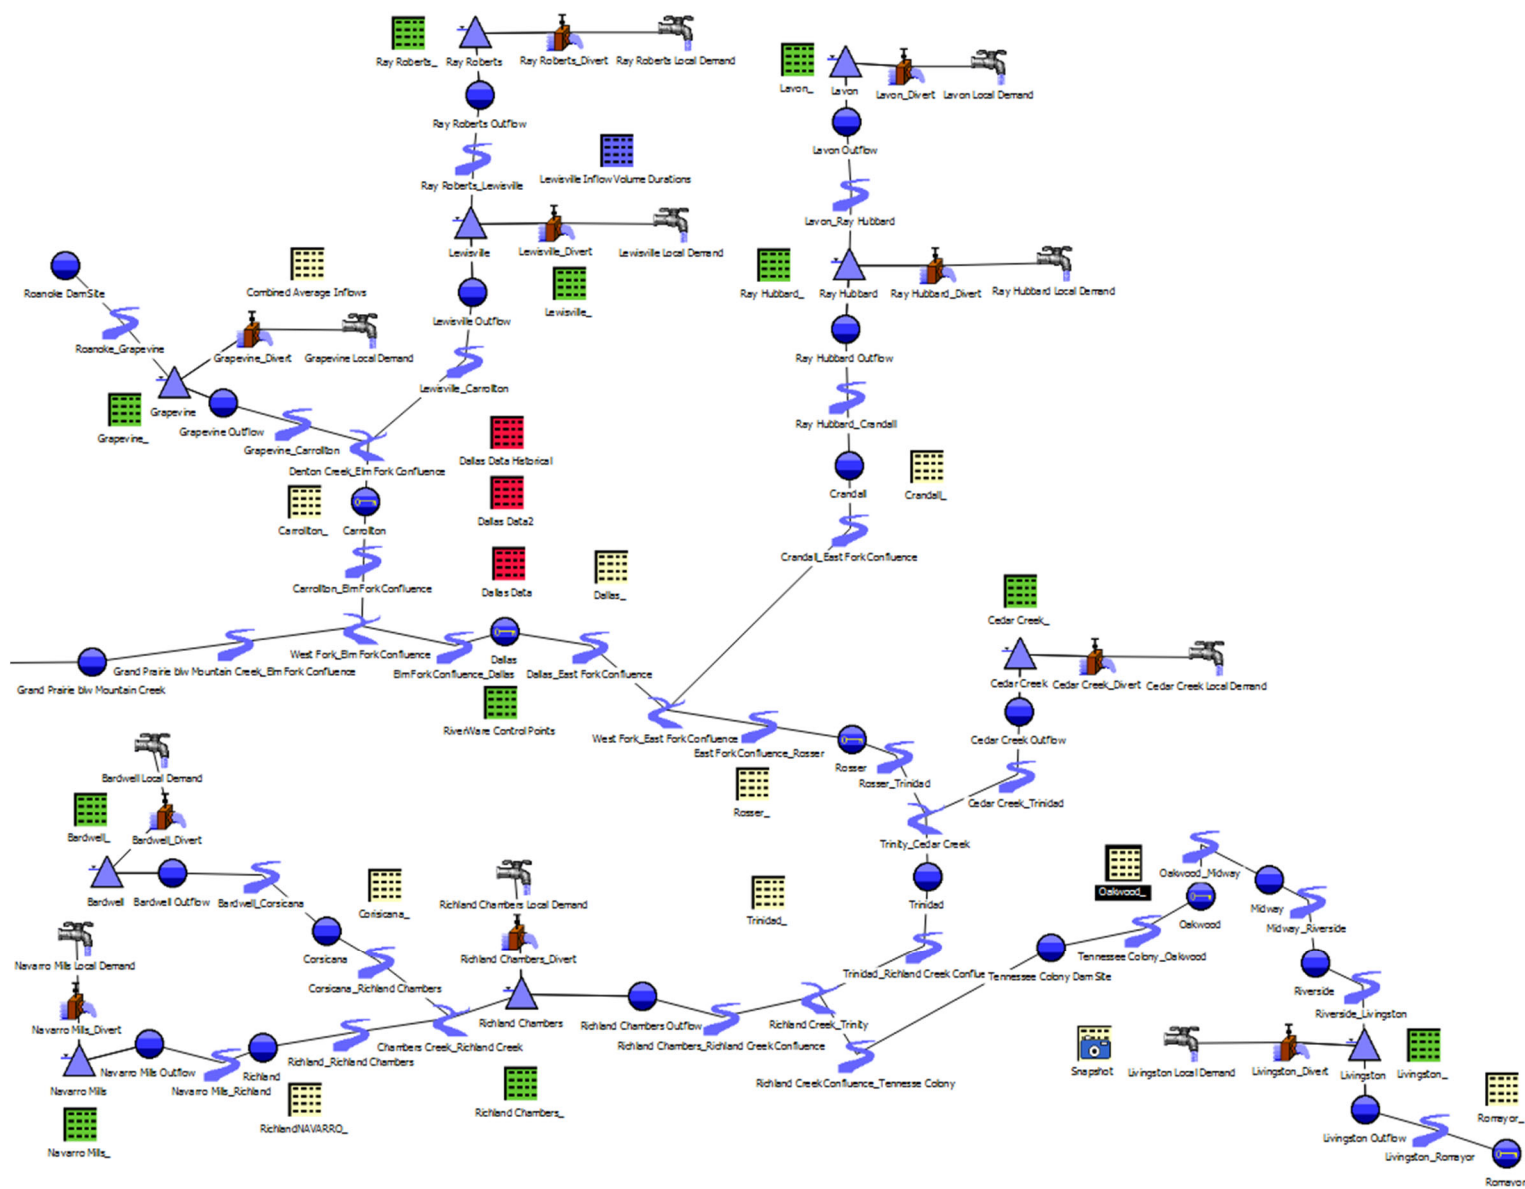 Ray Roberts_
Ray Roberts
Ray Roberts_Divert
Ray Roberts Local Demand
Lavon_
Lavon
Lavon_Divert
Lavon Local Demand
Ray Roberts Outflow
Lavon Outflow
Ray Roberts_Lewisville
Lewisville Inflow Volume Durations
Lavon_Ray Hubbard
Lewisville
Lewisville_Divert
Lewisville Local Demand
Roanoke DamSite
Combined Average Inflows
Ray Hubbard_
Ray Hubbard
Ray Hubbard_Divert
Ray Hubbard Local Demand
Lewisville Outflow
Lewisville_
Roanoke_Grapevine
Grapevine_Divert
Grapevine Local Demand
Ray Hubbard Outflow
Lewisville_Carrollton
Grapevine
Grapevine_
Grapevine Outflow
Grapevine_Carrollton
Ray Hubbard_Crandall
Denton Creek_Elm Fork Confluence
Dallas Data Historical
Crandall
Crandall_
Carrollton_
Carrollton
Dallas Data2
Crandall_East Fork Confluence
Carrollton_Elm Fork Confluence
Dallas Data
Dallas_
Cedar Creek_
West Fork_Elm Fork Confluence
Dallas
Grand Prairie blw Mountain Creek_Elm Fork Confluence
Elm Fork Confluence_Dallas
Dallas_East Fork Confluence
Grand Prairie blw Mountain Creek
Cedar Creek
Cedar Creek_Divert
Cedar Creek Local Demand
RiverWare Control Points
West Fork_East Fork Confluence
East Fork Confluence_Rosser
Rosser
Cedar Creek Outflow
Bardwell Local Demand
Rosser_Trinidad
Rosser_
Cedar Creek_Trinidad
Bardwell_
Bardwell_Divert
Trinity_Cedar Creek
Oakwood_Midway
Oakwood_
Bardwell
Bardwell Outflow
Bardwell_Corsicana
Corisicana_
Richland Chambers Local Demand
Trinidad_
Trinidad
Oakwood
Midway
Midway_Riverside
Navarro Mills Local Demand
Corsicana
Richland Chambers_Divert
Tennessee Colony_Oakwood
Corsicana_Richland Chambers
Trinidad_Richland Creek Conflue
Tennessee Colony Dam Site
Riverside
Riverside_Livingston
Navarro Mills_Divert
Richland Chambers
Richland Chambers Outflow
Richland Creek_Trinity
Chambers Creek_Richland Creek
Richland Chambers_Richland Creek Confluence
Navarro Mills Outflow
Richland
Richland_Richland Chambers
Navarro Mills
Navarro Mills_Richland
Richland Creek Confluence_Tennesse Colony
Snapshot
Livingston Local Demand
Livingston_Divert
Livingston
Livingston_
Richland Chambers_
RichlandNAVARRO_
Romayor_
Navarro Mills_
Livingston Outflow
Livingston_Romayor
Romayor